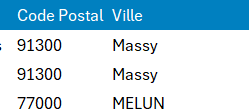 Code Postal Ville
91300 Massy
91300 Massy
77000 MELUN